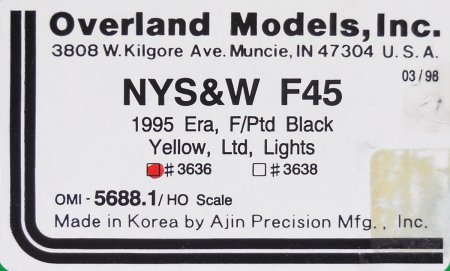 Overland Models, Inc.
3808 W. Kilgore Ave. Muncie, IN 47304 U. S. A.
03/98
NYS&W F45
1995 Era, F/Ptd Black
Yellow, Ltd, Lights
#3636 #3638
OMI - 5688.1/ HO Scale
Made in Korea by Ajin Precision Mfg. , Inc.